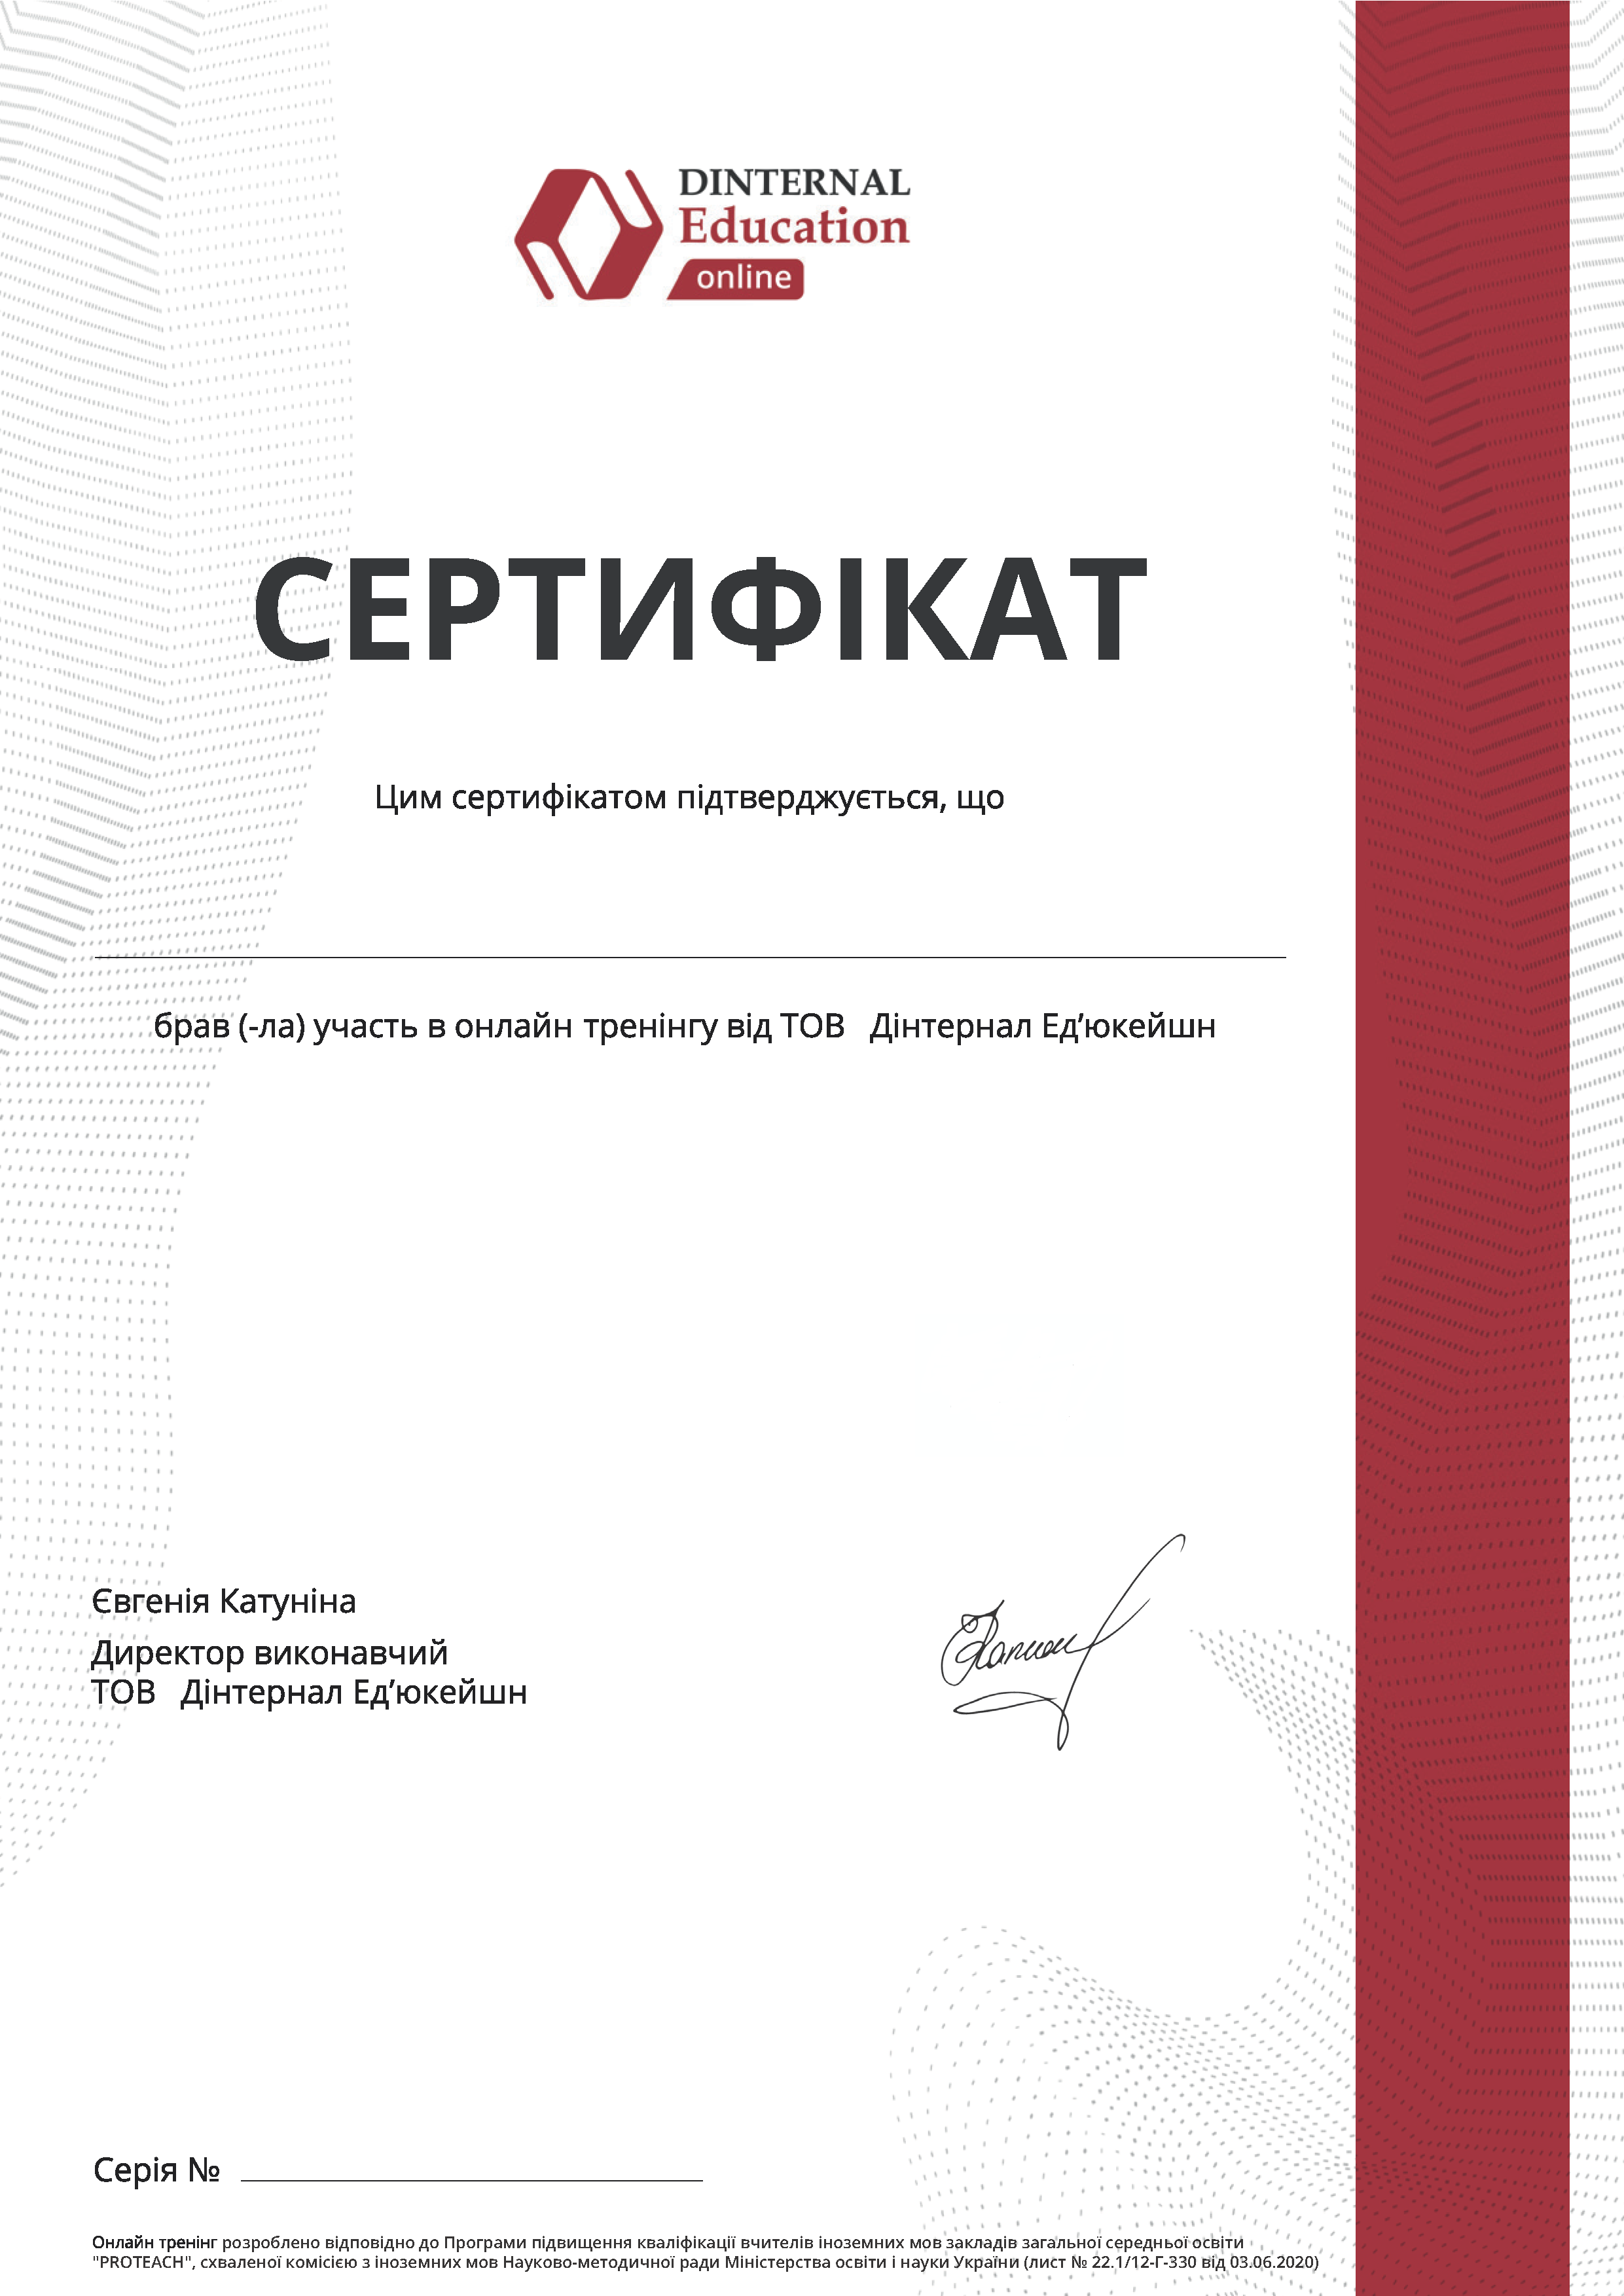 DINTERNAL
Education
online
СЕРТИФІКАТ
Цим сертифікатом підтверджується, що
брав (-ла) участь в онлайн тренінгу від ТОВ Дінтернал Ед’юкейшн
Євгенія Катуніна
Директор виконавчий
ТОВ Дінтернал Ед’юкейшн
Серія №
Онлайн тренінг розроблено відповідно до Програми підвищення кваліфікації вчителів іноземних мов закладів загальної середньої освіти
"PROTEACH", схваленої комісією з іноземних мов Науково-методичної ради Міністерства освіти і науки України (лист № 22.1/12-Г-330 від 03.06.2020)